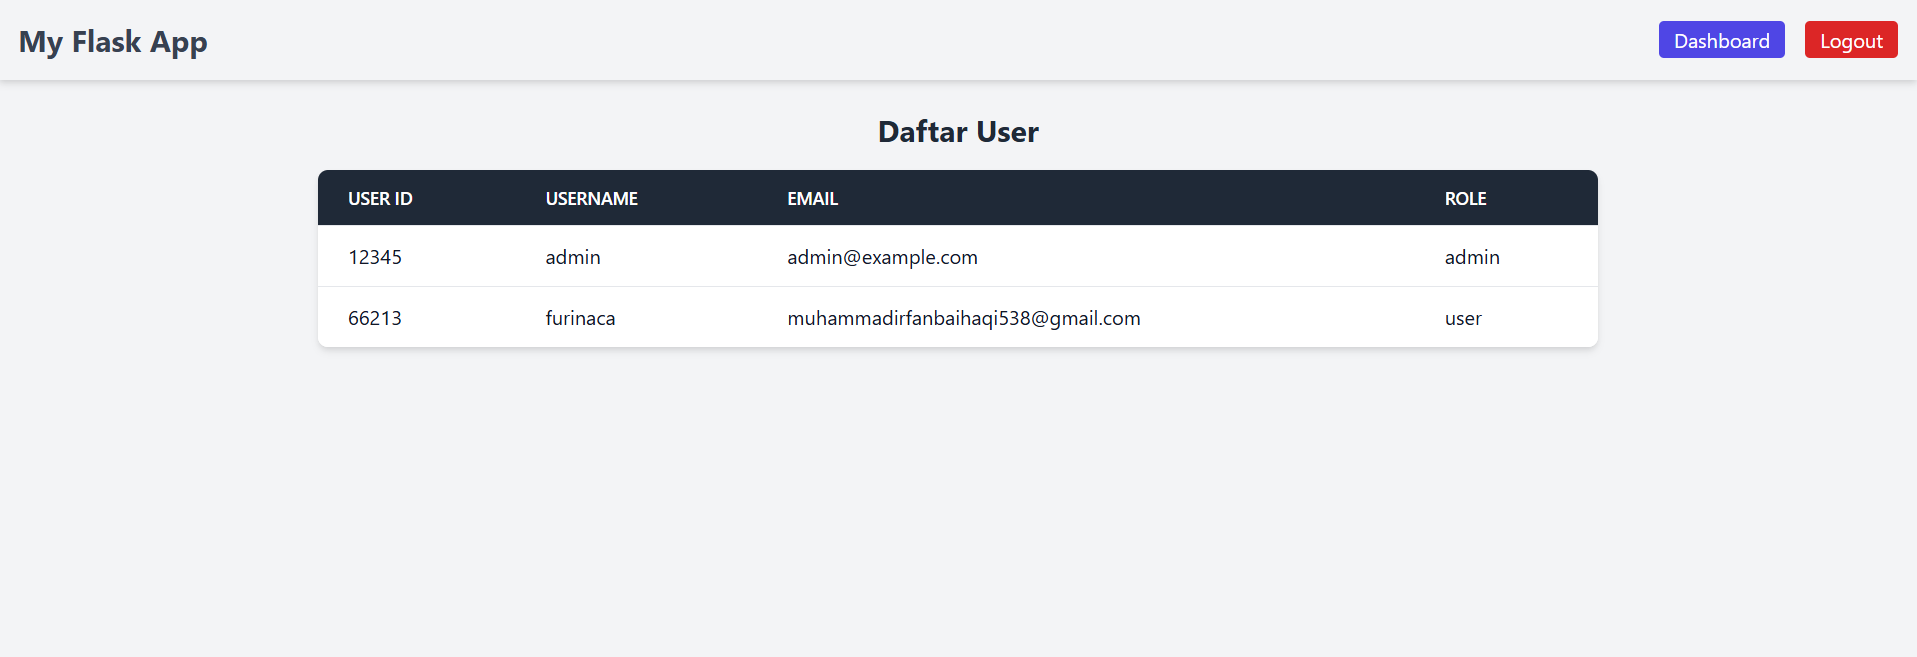 My Flask App Dashboard Logout
Daftar User
USER ID USERNAME EMAIL ROLE
12345 admin admin@example.com admin
66213 furinaca muhammadirfanbaihaqi538@gmail.com user